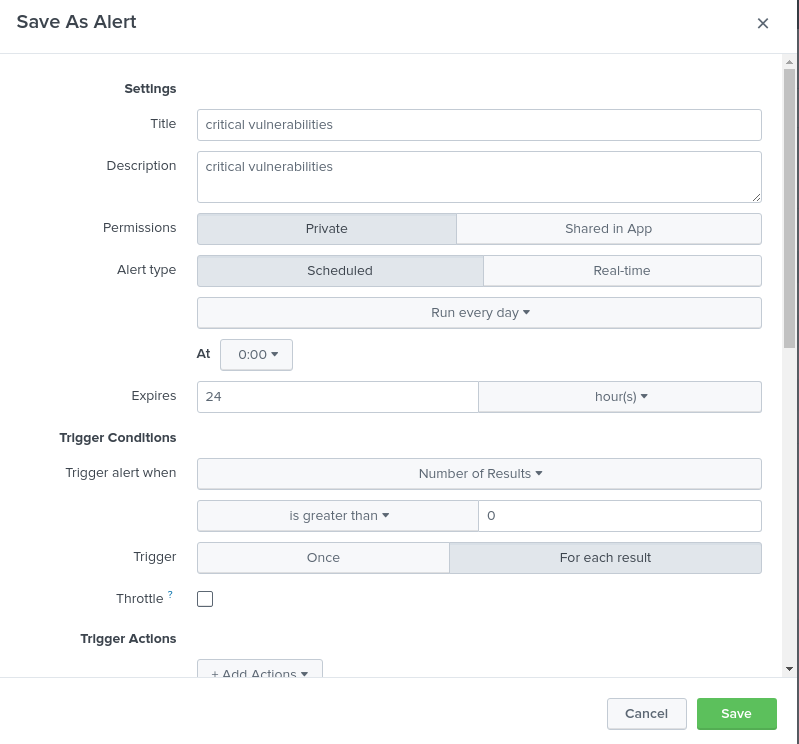 Save As Alert
Settings
Title critical vulnerabilities
Description critical vulnerabilities
Permissions Private Shared in App
Alert type Scheduled Real-time
Run every day
At 0:00
Expires 24 hour(s)
Trigger Conditions
Trigger alert when Number of Results
is greater than 0
Trigger Once For each result
Throttle ?
Trigger Actions
+ Add Actions
Cancel Save